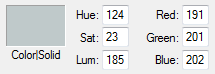 Hue: 124 Red: 191
Sat: 23 Green: 201
Color|Solid Lum: 185 Blue: 202